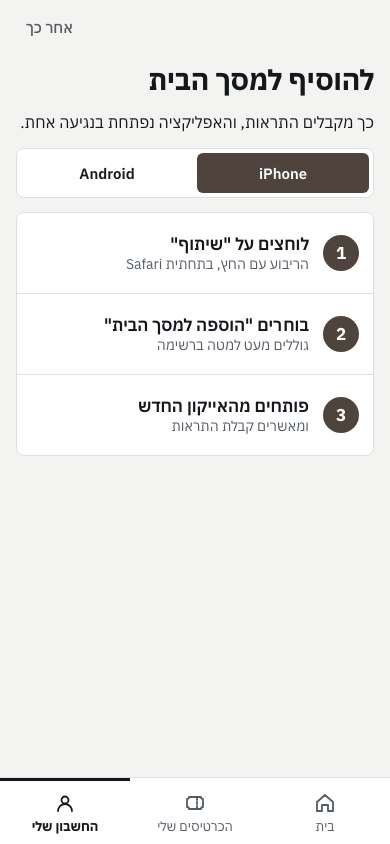 אחר כך
להוסיף למסך הבית
כך מקבלים התראות, והאפליקציה נפתחת בנגיעה אחת.
iPhone
Android
1
לוחצים על "שיתוף"
הריבוע עם החץ, בתחתית Safari
2
בוחרים "הוספה למסך הבית"
גוללים מעט למטה ברשימה
3
פותחים מהאייקון החדש
ומאשרים קבלת התראות
בית
הכרטיסים שלי
החשבון שלי